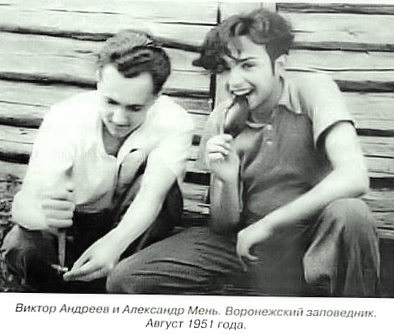 Виктор Андреев и Александр Мень. Воронежский заповедник.
Август 1951 года.